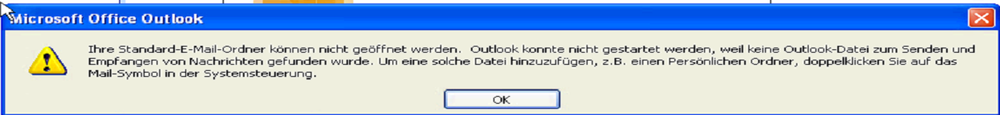 Microsoft Office Outlook
Ihre Standard-E-Mail-Ordner können nicht geöffnet werden.  Outlook konnte nicht gestartet werden, weil keine Outlook-Datei zum Senden und
Empfangen von Nachrichten gefunden wurde. Um eine solche Datei hinzuzufügen, z.B. einen Persönlichen Ordner, doppelklicken Sie auf das
Mail-Symbol in der Systemsteuerung.
OK